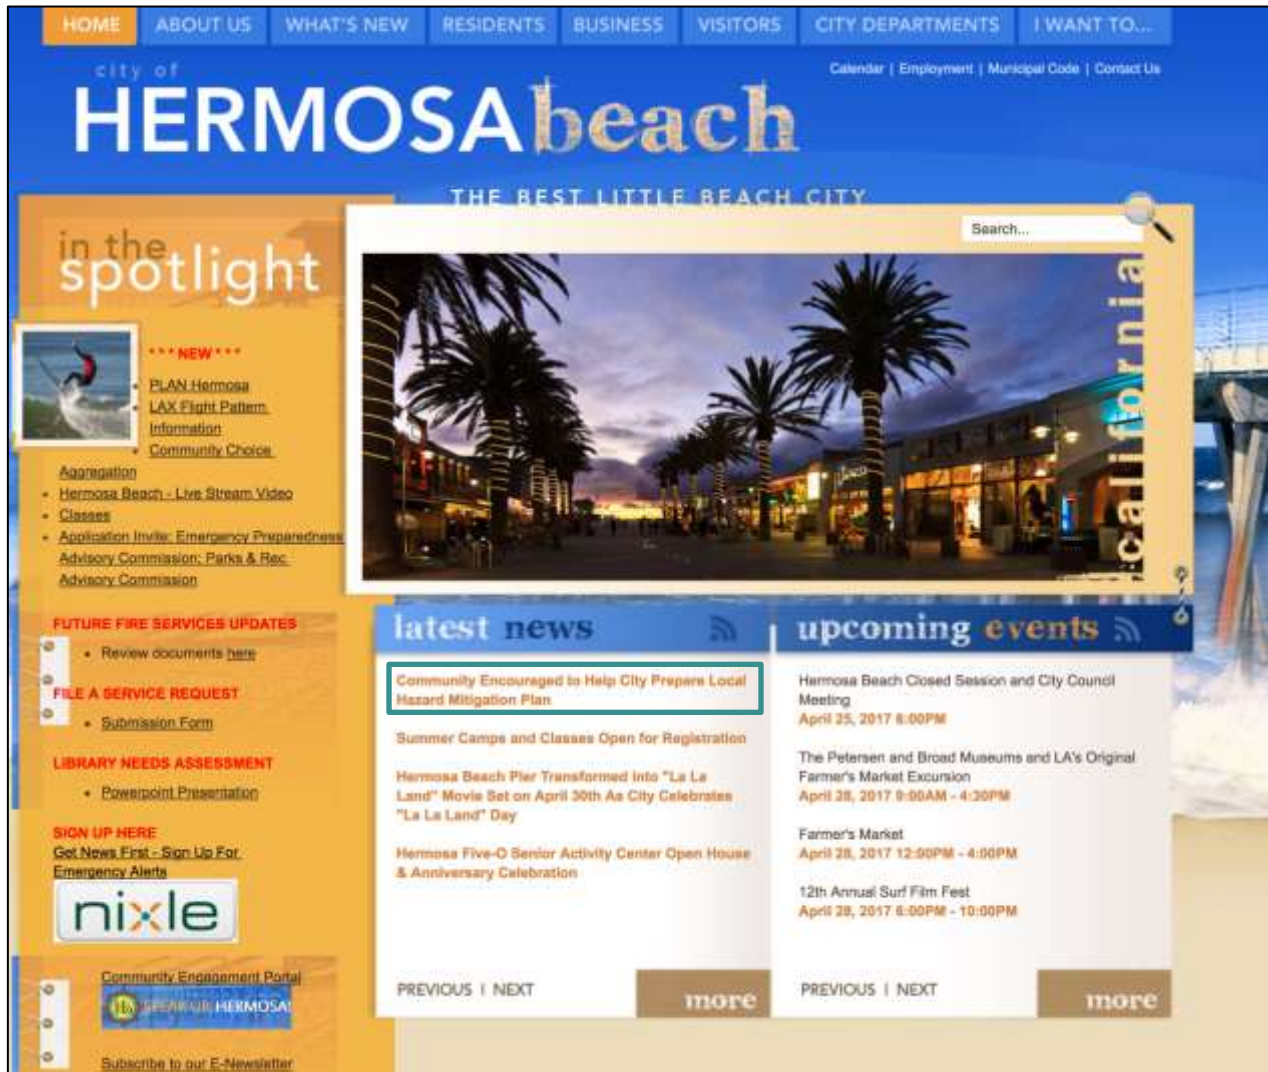 HOME ABOUT US WHAT'S NEW RESIDENTS BUSINESS VISITORS CITY DEPARTMENTS I WANT TO...
Calendar | Employment | Municipal Code | Contact Us
city of
HERMOSA beach
THE BEST LITTLE BEACH CITY
Search...
california
in the
spotlight
* * * NEW * * *
PLAN Hermosa
LAX Flight Pattern
Information
Community Choice
Aggregation
Hermosa Beach - Live Stream Video
Classes
Application Invite: Emergency Preparedness
Advisory Commission; Parks & Rec.
Advisory Commission
FUTURE FIRE SERVICES UPDATES
Review documents here
FILE A SERVICE REQUEST
Submission Form
LIBRARY NEEDS ASSESSMENT
Powerpoint Presentation
SIGN UP HERE
Get News First - Sign Up For
Emergency Alerts
nixle
Community Engagement Portal
SPEAK UP, HERMOSA!
Subscribe to our E-Newsletter
latest news
Community Encouraged to Help City Prepare Local
Hazard Mitigation Plan
Summer Camps and Classes Open for Registration
Hermosa Beach Pier Transformed Into "La La
Land" Movie Set on April 30th As City Celebrates
"La La Land" Day
Hermosa Five-O Senior Activity Center Open House
& Anniversary Celebration
PREVIOUS | NEXT
more
upcoming events
Hermosa Beach Closed Session and City Council
Meeting
April 25, 2017 6:00PM
The Petersen and Broad Museums and LA's Original
Farmer's Market Excursion
April 28, 2017 9:00AM - 4:30PM
Farmer's Market
April 28, 2017 12:00PM - 4:00PM
12th Annual Surf Film Fest
April 28, 2017 6:00PM - 10:00PM
PREVIOUS | NEXT
more